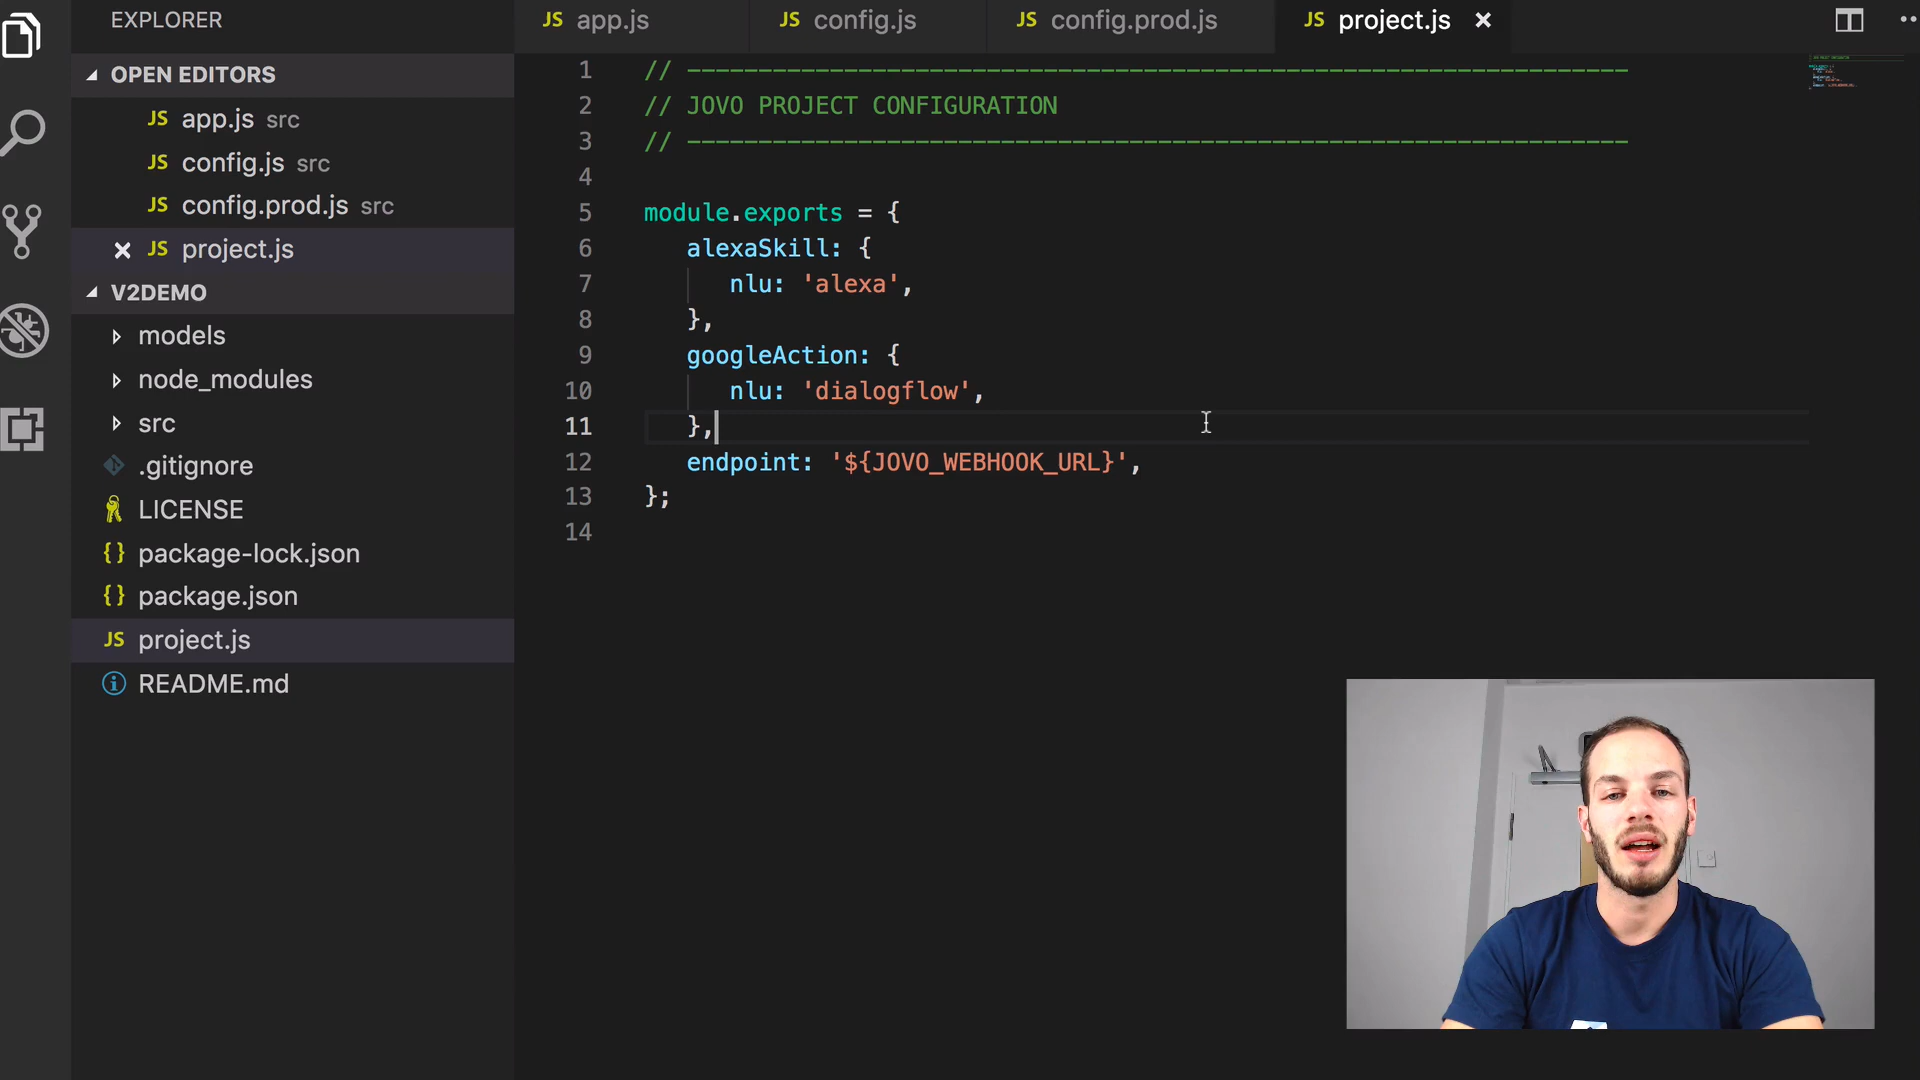 EXPLORER
OPEN EDITORS
JS app.js src
JS config.js src
JS config.prod.js src
JS project.js
V2DEMO
models
node_modules
src
.gitignore
LICENSE
{} package-lock.json
{} package.json
JS project.js
README.md
JS app.js
JS config.js
JS config.prod.js
JS project.js
1 // ------------------------------------------------------------------
2 // JOVO PROJECT CONFIGURATION
3 // ------------------------------------------------------------------
4
5 module.exports = {
6 alexaSkill: {
7 nlu: 'alexa',
8 },
9 googleAction: {
10 nlu: 'dialogflow',
11 },
12 endpoint: '${JOVO_WEBHOOK_URL}',
13 };
14